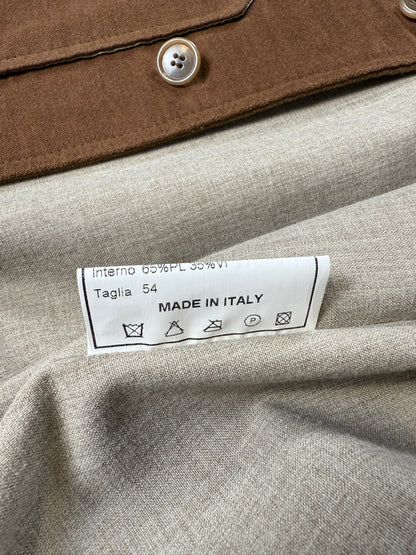 Interno 65%PL 35%VI
Taglia 54
MADE IN ITALY
P